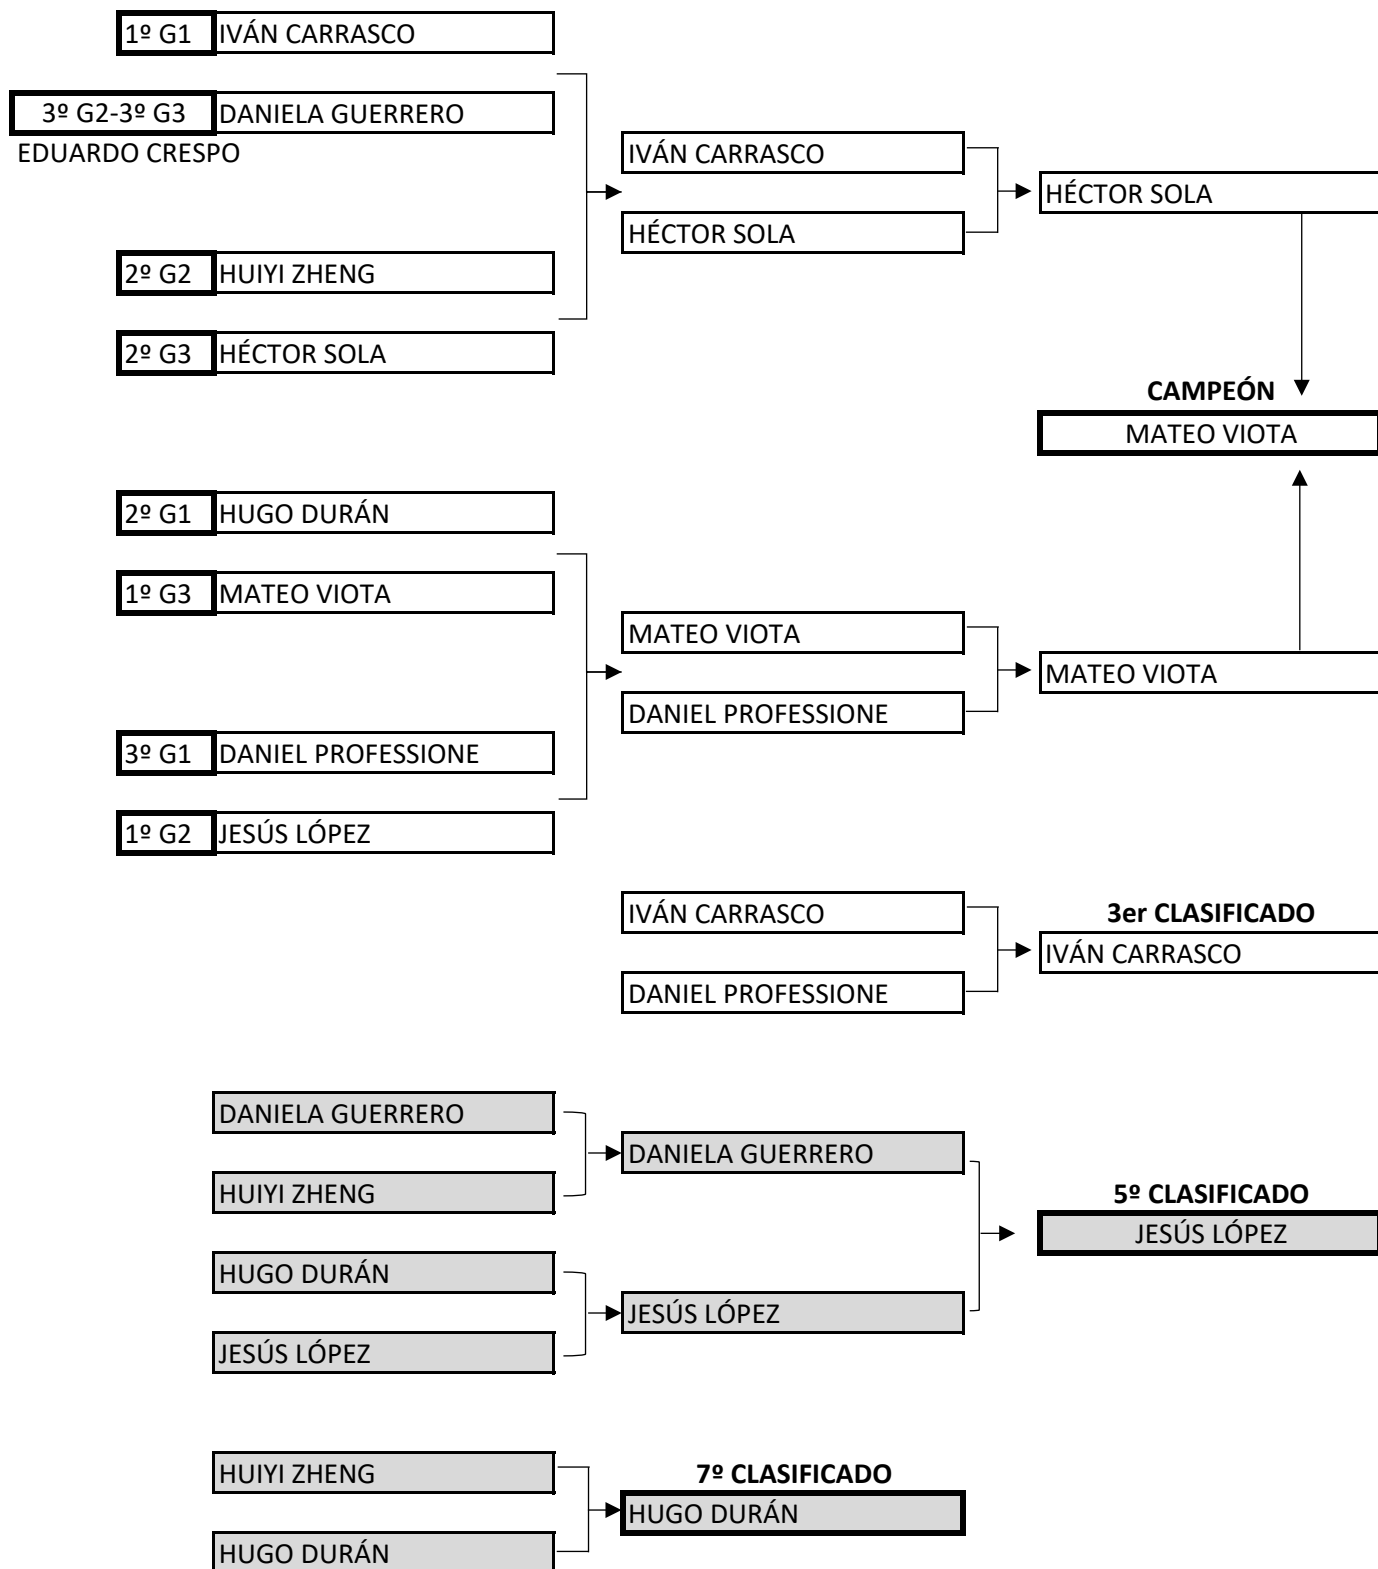 1º G1 IVÁN CARRASCO
3º G2-3º G3 DANIELA GUERRERO
EDUARDO CRESPO
IVÁN CARRASCO
HÉCTOR SOLA
HÉCTOR SOLA
2º G2 HUIYI ZHENG
2º G3 HÉCTOR SOLA
CAMPEÓN
MATEO VIOTA
2º G1 HUGO DURÁN
1º G3 MATEO VIOTA
MATEO VIOTA
MATEO VIOTA
DANIEL PROFESSIONE
3º G1 DANIEL PROFESSIONE
1º G2 JESÚS LÓPEZ
IVÁN CARRASCO
3er CLASIFICADO
IVÁN CARRASCO
DANIEL PROFESSIONE
DANIELA GUERRERO
DANIELA GUERRERO
HUIYI ZHENG
5º CLASIFICADO
JESÚS LÓPEZ
HUGO DURÁN
JESÚS LÓPEZ
JESÚS LÓPEZ
HUIYI ZHENG
7º CLASIFICADO
HUGO DURÁN
HUGO DURÁN